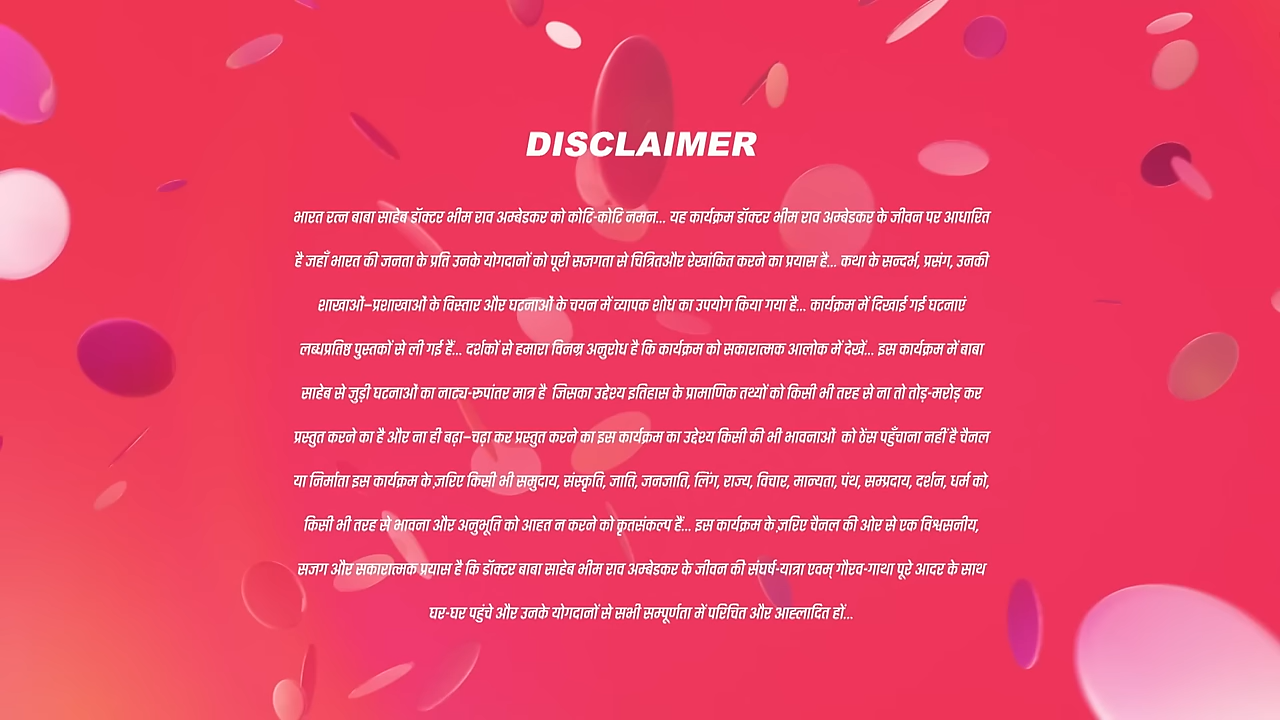 DISCLAIMER
भारत रत्न बाबा साहेब डॉक्टर भीम राव अम्बेडकर को कोटि-कोटि नमन... यह कार्यक्रम डॉक्टर भीम राव अम्बेडकर के जीवन पर आधारित
है जहाँ भारत की जनता के प्रति उनके योगदानों को पूरी सजगता से चित्रितऔर रेखांकित करने का प्रयास है... कथा के सन्दर्भ, प्रसंग, उनकी
शाखाओं–प्रशाखाओं के विस्तार और घटनाओं के चयन में व्यापक शोध का उपयोग किया गया है... कार्यक्रम में दिखाई गई घटनाएं
लब्धप्रतिष्ठ पुस्तकों से ली गई हैं... दर्शकों से हमारा विनम्र अनुरोध है कि कार्यक्रम को सकारात्मक आलोक में देखें... इस कार्यक्रम में बाबा
साहेब से जुड़ी घटनाओं का नाट्य-रूपांतर मात्र है जिसका उद्देश्य इतिहास के प्रामाणिक तथ्यों को किसी भी तरह से ना तो तोड़-मरोड़ कर
प्रस्तुत करने का है और ना ही बढ़ा–चढ़ा कर प्रस्तुत करने का इस कार्यक्रम का उद्देश्य किसी की भी भावनाओं को ठेंस पहुँचाना नहीं है चैनल
या निर्माता इस कार्यक्रम के ज़रिए किसी भी समुदाय, संस्कृति, जाति, जनजाति, लिंग, राज्य, विचार, मान्यता, पंथ, सम्प्रदाय, दर्शन, धर्म को,
किसी भी तरह से भावना और अनुभूति को आहत न करने को कृतसंकल्प हैं... इस कार्यक्रम के ज़रिए चैनल की ओर से एक विश्वसनीय,
सजग और सकारात्मक प्रयास है कि डॉक्टर बाबा साहेब भीम राव अम्बेडकर के जीवन की संघर्ष-यात्रा एवम् गौरव-गाथा पूरे आदर के साथ
घर-घर पहुंचे और उनके योगदानों से सभी सम्पूर्णता में परिचित और आह्लादित हों...